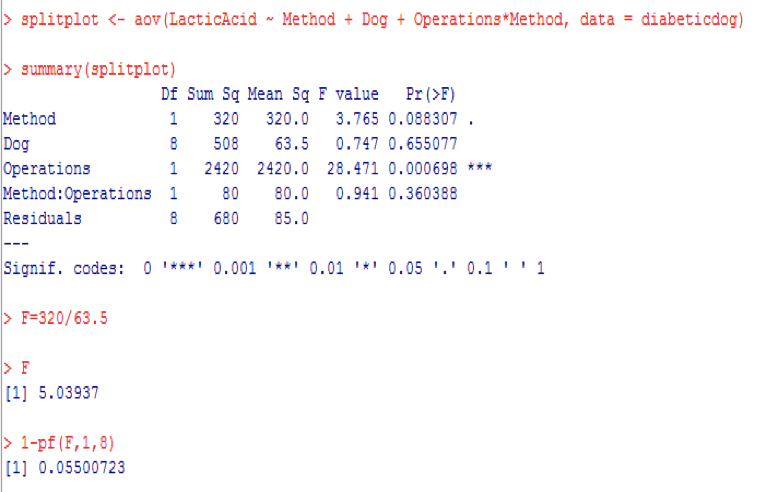 > splitplot <- aov(LacticAcid ~ Method + Dog + Operations*Method, data = diabeticdog)
> summary(splitplot)
                  Df Sum Sq Mean Sq F value   Pr(>F)
Method             1    320   320.0   3.765 0.088307 .
Dog                8    508    63.5   0.747 0.655077
Operations         1   2420  2420.0  28.471 0.000698 ***
Method:Operations  1     80    80.0   0.941 0.360388
Residuals          8    680    85.0
---
Signif. codes:  0 '***' 0.001 '**' 0.01 '*' 0.05 '.' 0.1 ' ' 1
> F=320/63.5
> F
[1] 5.03937
> 1-pf(F,1,8)
[1] 0.05500723